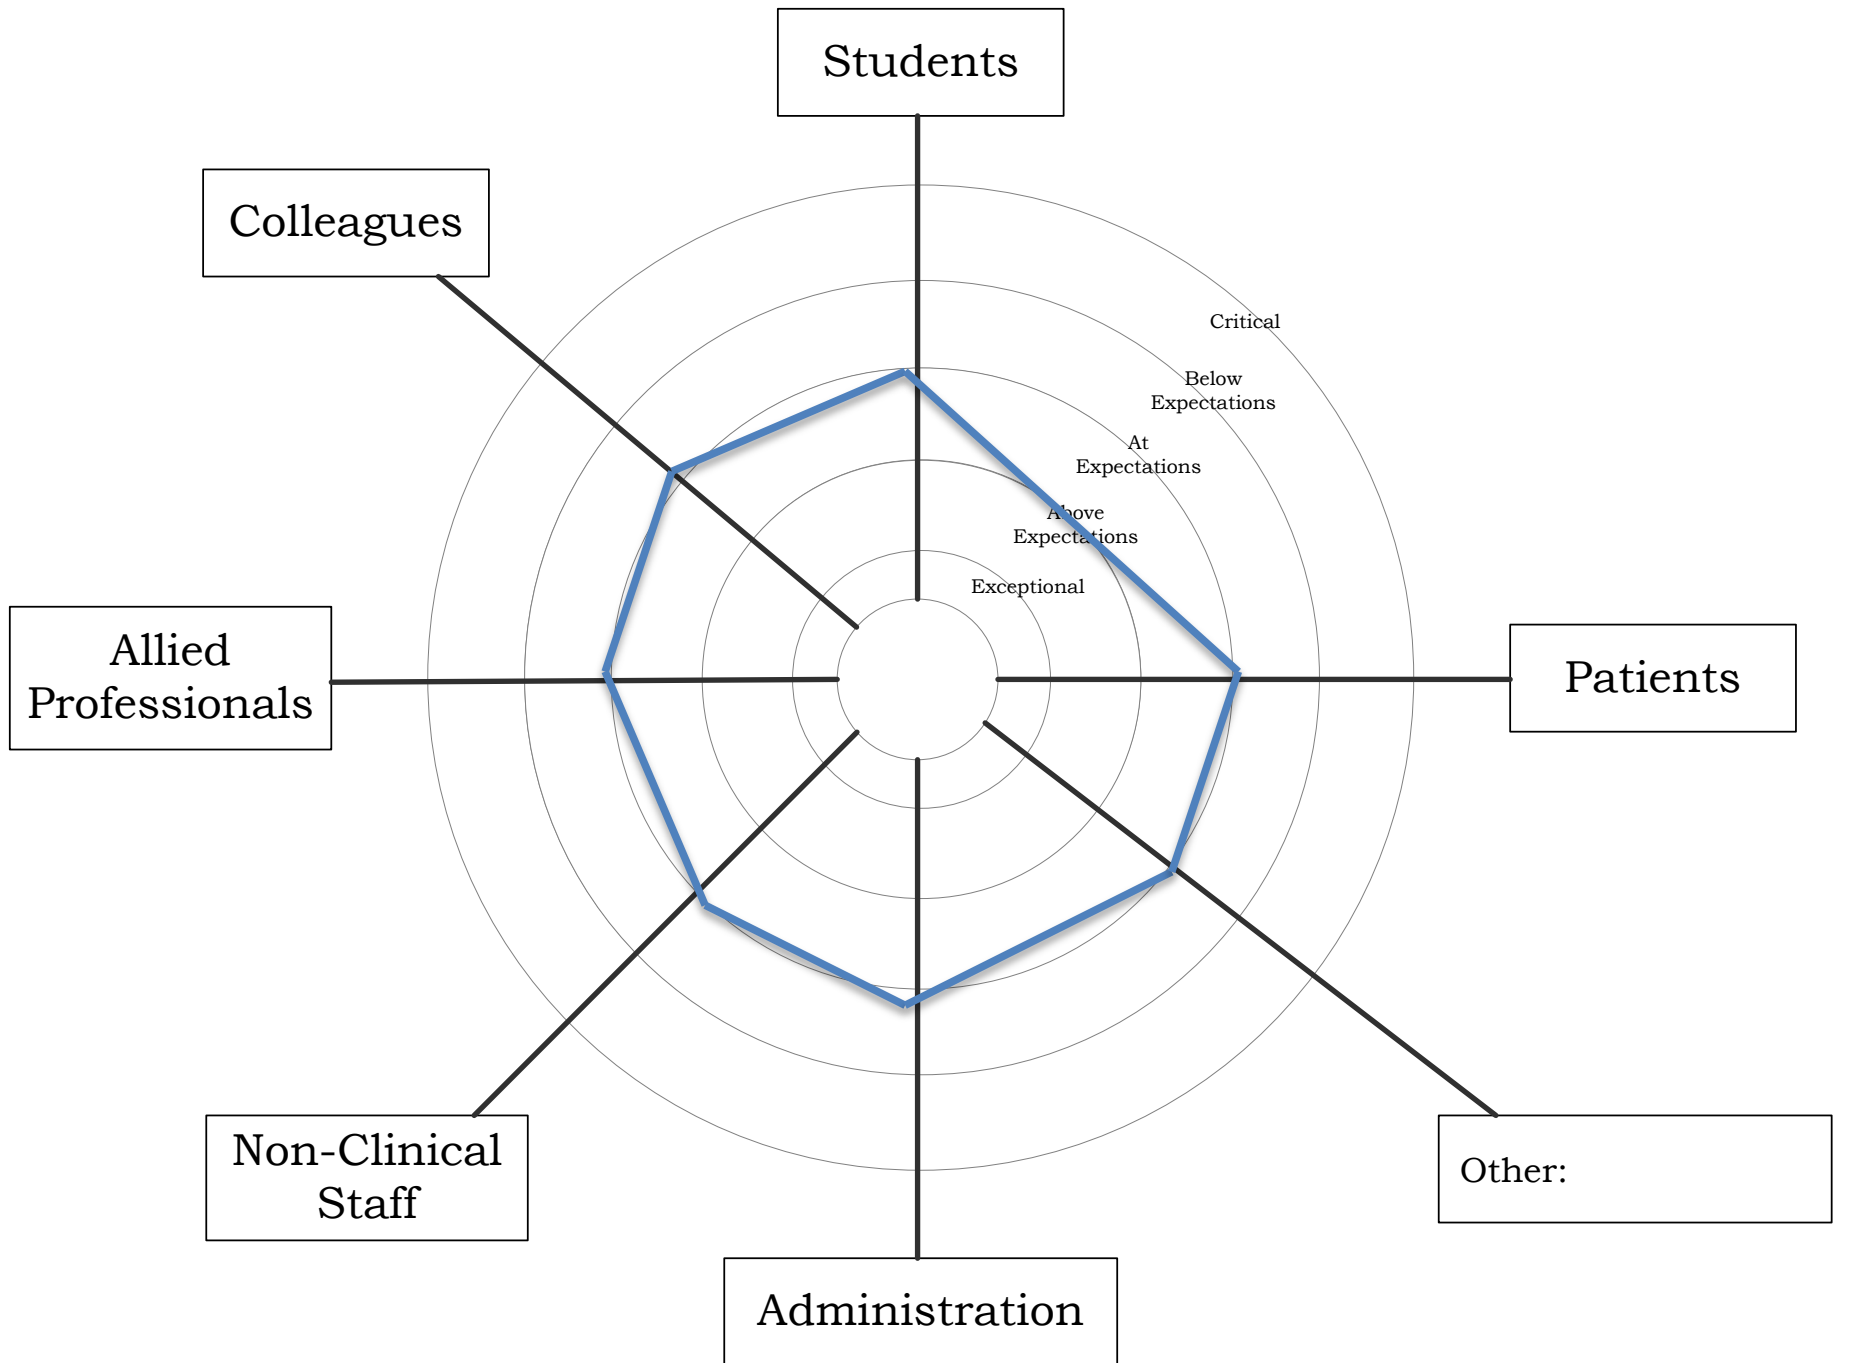 Students
Colleagues
Critical
Below
Expectations
At
Expectations
Above
Expectations
Exceptional
Allied
Professionals
Patients
Non-Clinical
Staff
Other:
Administration